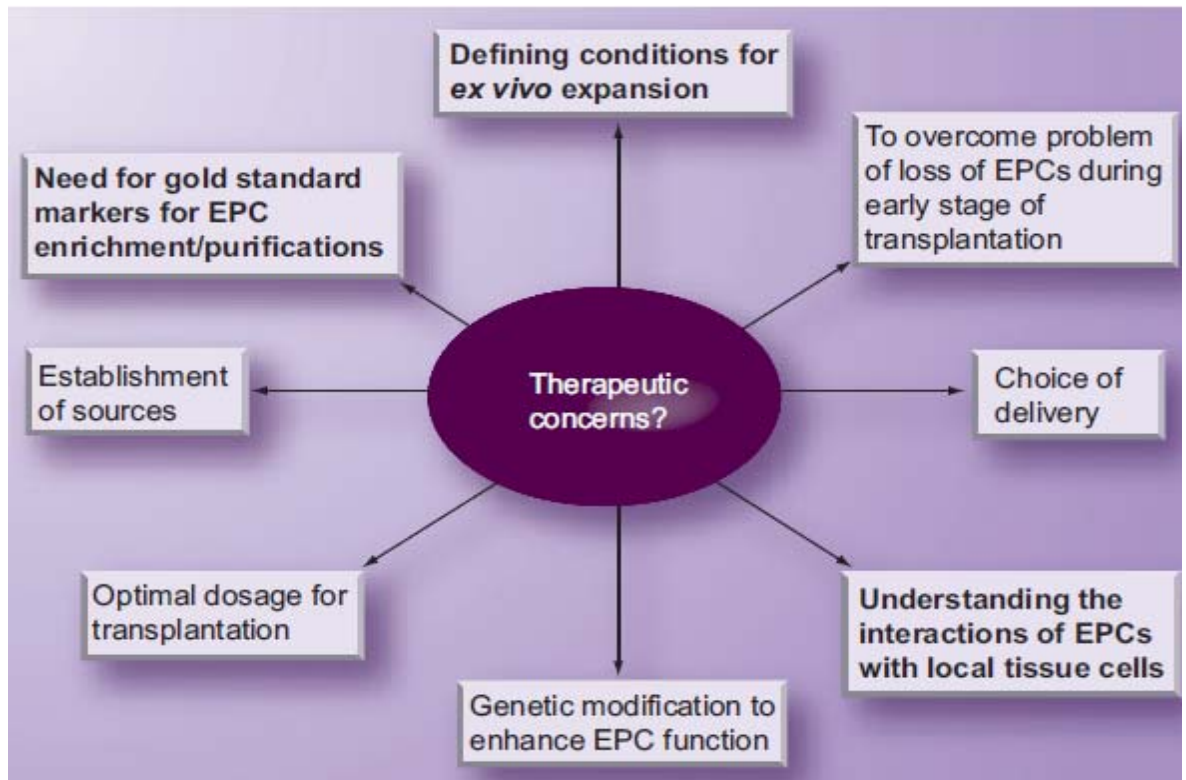 Defining conditions for
ex vivo expansion
To overcome problem
of loss of EPCs during
early stage of
transplantation
Need for gold standard
markers for EPC
enrichment/purifications
Establishment
of sources
Therapeutic
concerns?
Choice of
delivery
Optimal dosage for
transplantation
Understanding the
interactions of EPCs
with local tissue cells
Genetic modification to
enhance EPC function